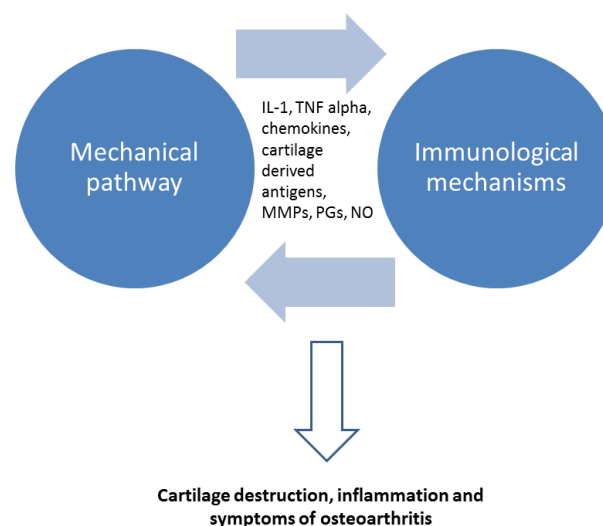 Mechanical
pathway
IL-1, TNF alpha,
chemokines,
cartilage
derived
antigens,
MMPs, PGs, NO
Immunological
mechanisms
Cartilage destruction, inflammation and
symptoms of osteoarthritis